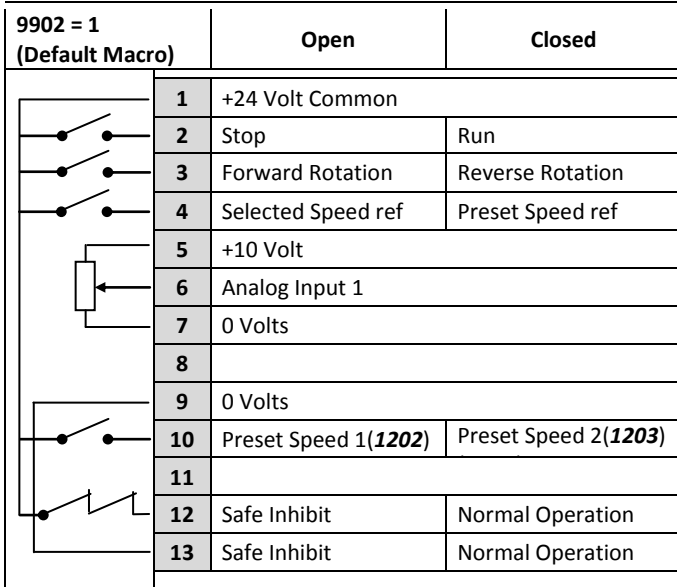 9902 = 1
(Default Macro)
Open
Closed
1 +24 Volt Common
2 Stop Run
3 Forward Rotation Reverse Rotation
4 Selected Speed ref Preset Speed ref
5 +10 Volt
6 Analog Input 1
7 0 Volts
8
9 0 Volts
10 Preset Speed 1(1202) Preset Speed 2(1203)
11
12 Safe Inhibit Normal Operation
13 Safe Inhibit Normal Operation